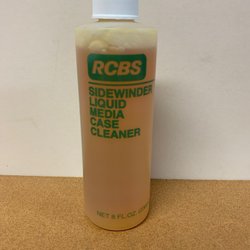 RCBS
SIDEWINDER
LIQUID
MEDIA
CASE
CLEANER
NET 8 FL. OZ.